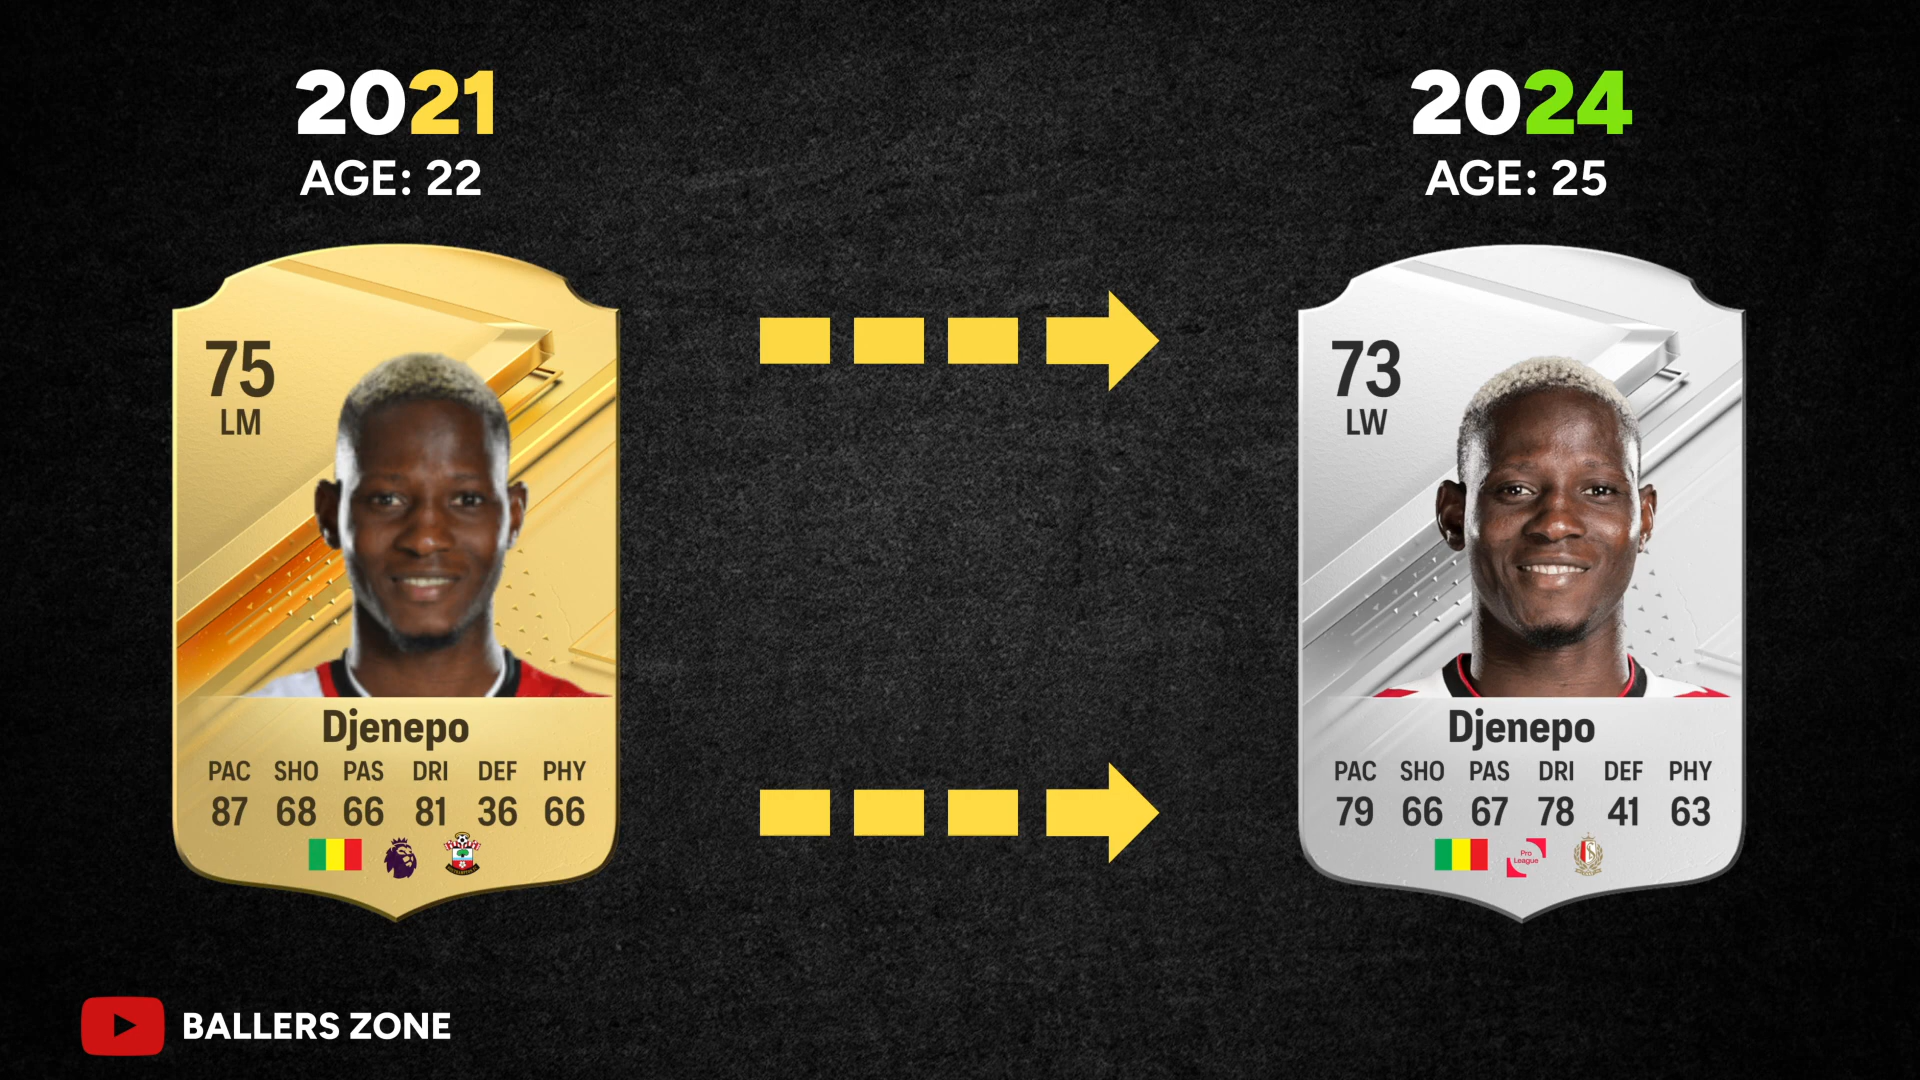 2021
AGE: 22
75
LM
Djenepo
PAC SHO PAS DRI DEF PHY
87 68 66 81 36 66
2024
AGE: 25
73
LW
Djenepo
PAC SHO PAS DRI DEF PHY
79 66 67 78 41 63
Pro
League
BALLERS ZONE